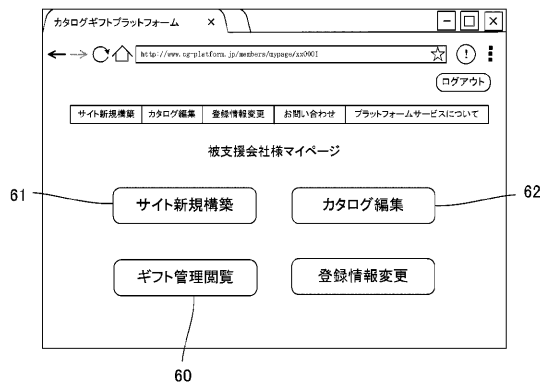 カタログギフトプラットフォーム ×
http://www.cg-pletform.jp/members/mypage/xx0001
ログアウト
サイト新規構築 カタログ編集 登録情報変更 お問い合わせ プラットフォームサービスについて
被支援会社様マイページ
61 サイト新規構築 カタログ編集 62
ギフト管理閲覧 登録情報変更
60